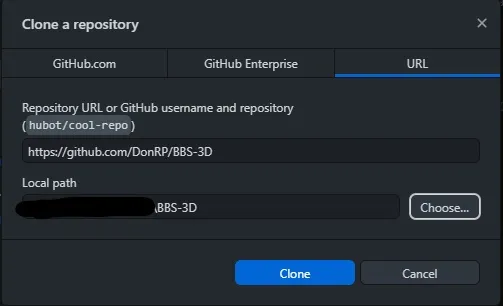 Clone a repository
GitHub.com
GitHub Enterprise
URL
Repository URL or GitHub username and repository
(hubot/cool-repo)
https://github.com/DonRP/BBS-3D
Local path
\BBS-3D
Choose...
Clone
Cancel